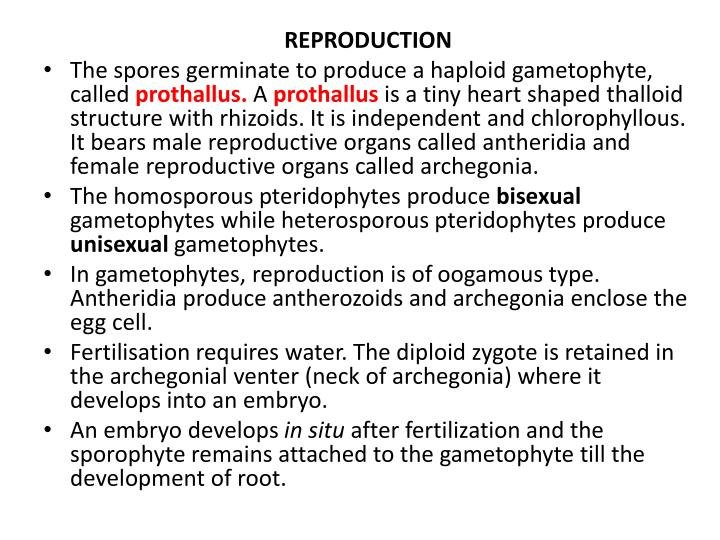 REPRODUCTION
• The spores germinate to produce a haploid gametophyte,
called prothallus. A prothallus is a tiny heart shaped thalloid
structure with rhizoids. It is independent and chlorophyllous.
It bears male reproductive organs called antheridia and
female reproductive organs called archegonia.
• The homosporous pteridophytes produce bisexual
gametophytes while heterosporous pteridophytes produce
unisexual gametophytes.
• In gametophytes, reproduction is of oogamous type.
Antheridia produce antherozoids and archegonia enclose the
egg cell.
• Fertilisation requires water. The diploid zygote is retained in
the archegonial venter (neck of archegonia) where it
develops into an embryo.
• An embryo develops in situ after fertilization and the
sporophyte remains attached to the gametophyte till the
development of root.